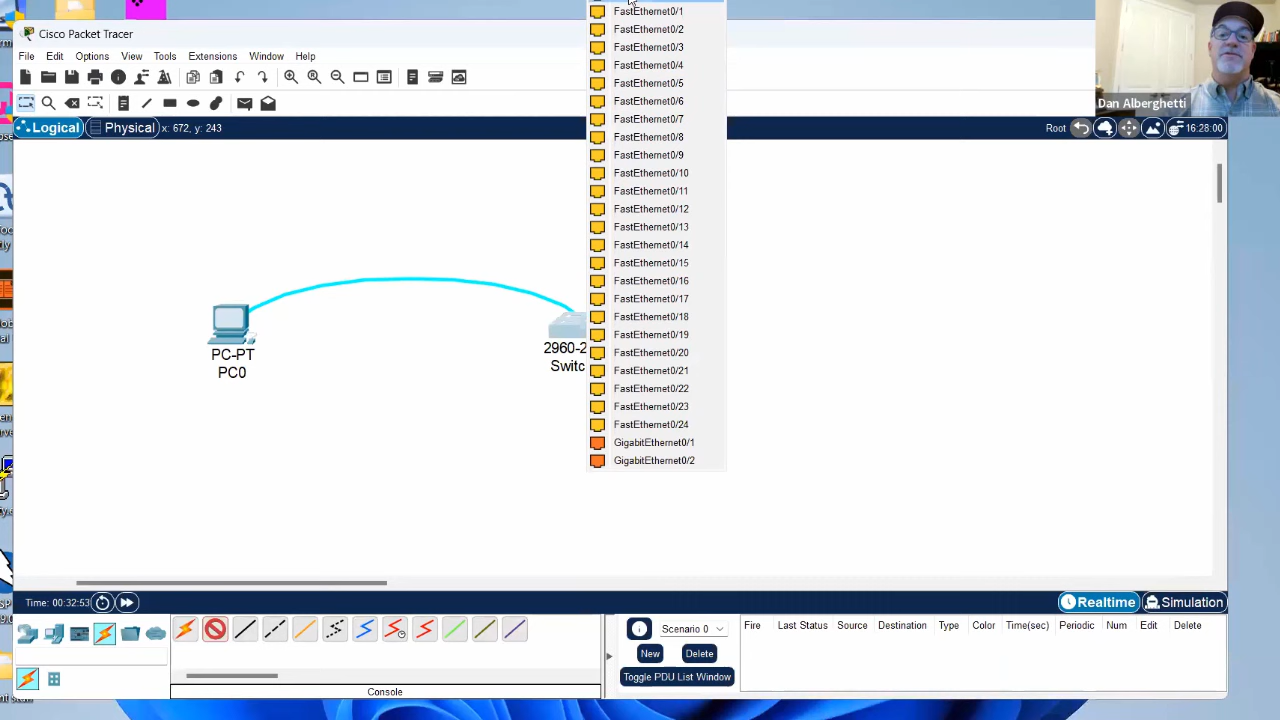 Cisco Packet Tracer
File Edit Options View Tools Extensions Window Help
Logical Physical x: 672, y: 243
Root 16:28:00
Dan Alberghetti
FastEthernet0/1
FastEthernet0/2
FastEthernet0/3
FastEthernet0/4
FastEthernet0/5
FastEthernet0/6
FastEthernet0/7
FastEthernet0/8
FastEthernet0/9
FastEthernet0/10
FastEthernet0/11
FastEthernet0/12
FastEthernet0/13
FastEthernet0/14
FastEthernet0/15
FastEthernet0/16
FastEthernet0/17
FastEthernet0/18
FastEthernet0/19
FastEthernet0/20
FastEthernet0/21
FastEthernet0/22
FastEthernet0/23
FastEthernet0/24
GigabitEthernet0/1
GigabitEthernet0/2
PC-PT
PC0
2960-2
Switc
Time: 00:32:53
Realtime Simulation
Scenario 0
New Delete
Toggle PDU List Window
Fire Last Status Source Destination Type Color Time(sec) Periodic Num Edit Delete
Console